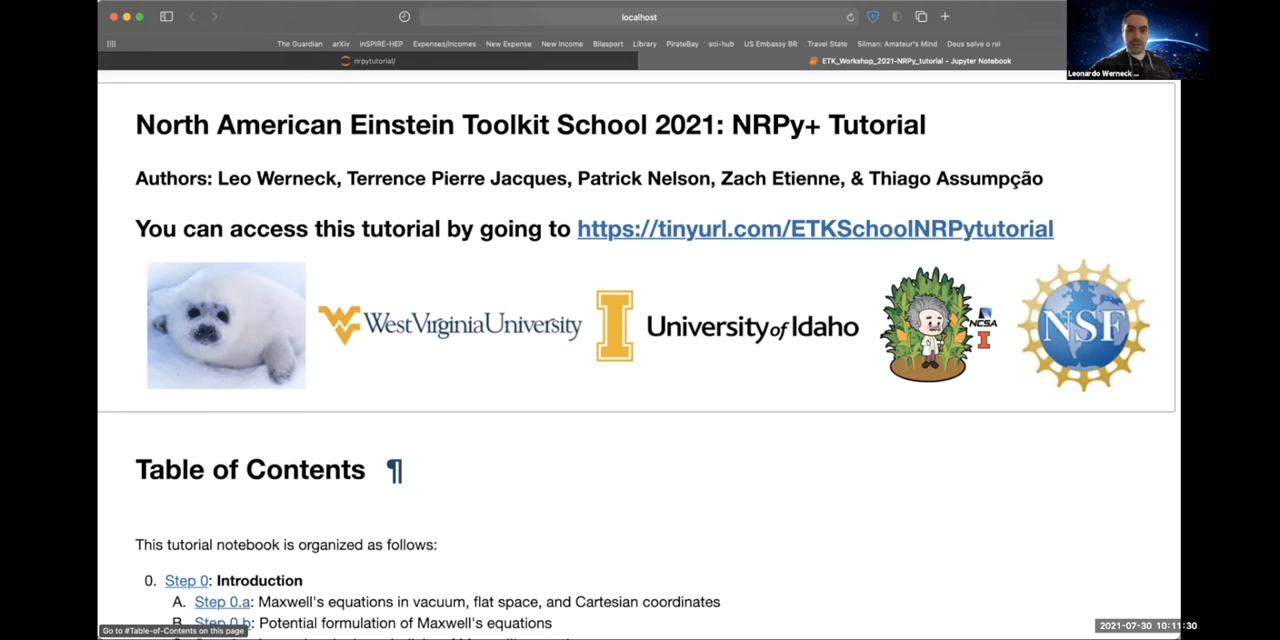 localhost
The Guardian arXiv inSPIRE-HEP Expenses/Incomes New Expense New Income Bilasport Library PirateBay sci-hub US Embassy BR Travel State Silman: Amateur's Mind Deus salve o rei
nrpytutorial/
ETK_Workshop_2021-NRPy_tutorial - Jupyter Notebook
Leonardo Werneck ...
North American Einstein Toolkit School 2021: NRPy+ Tutorial
Authors: Leo Werneck, Terrence Pierre Jacques, Patrick Nelson, Zach Etienne, & Thiago Assumpção
You can access this tutorial by going to https://tinyurl.com/ETKSchoolNRPytutorial
WV WestVirginiaUniversity
I University of Idaho
NCSA
I
NSF
Table of Contents ¶
This tutorial notebook is organized as follows:
0. Step 0: Introduction
A. Step 0.a: Maxwell's equations in vacuum, flat space, and Cartesian coordinates
B. Step 0.b: Potential formulation of Maxwell's equations
Go to #Table-of-Contents on this page
2021-07-30 10:11:30